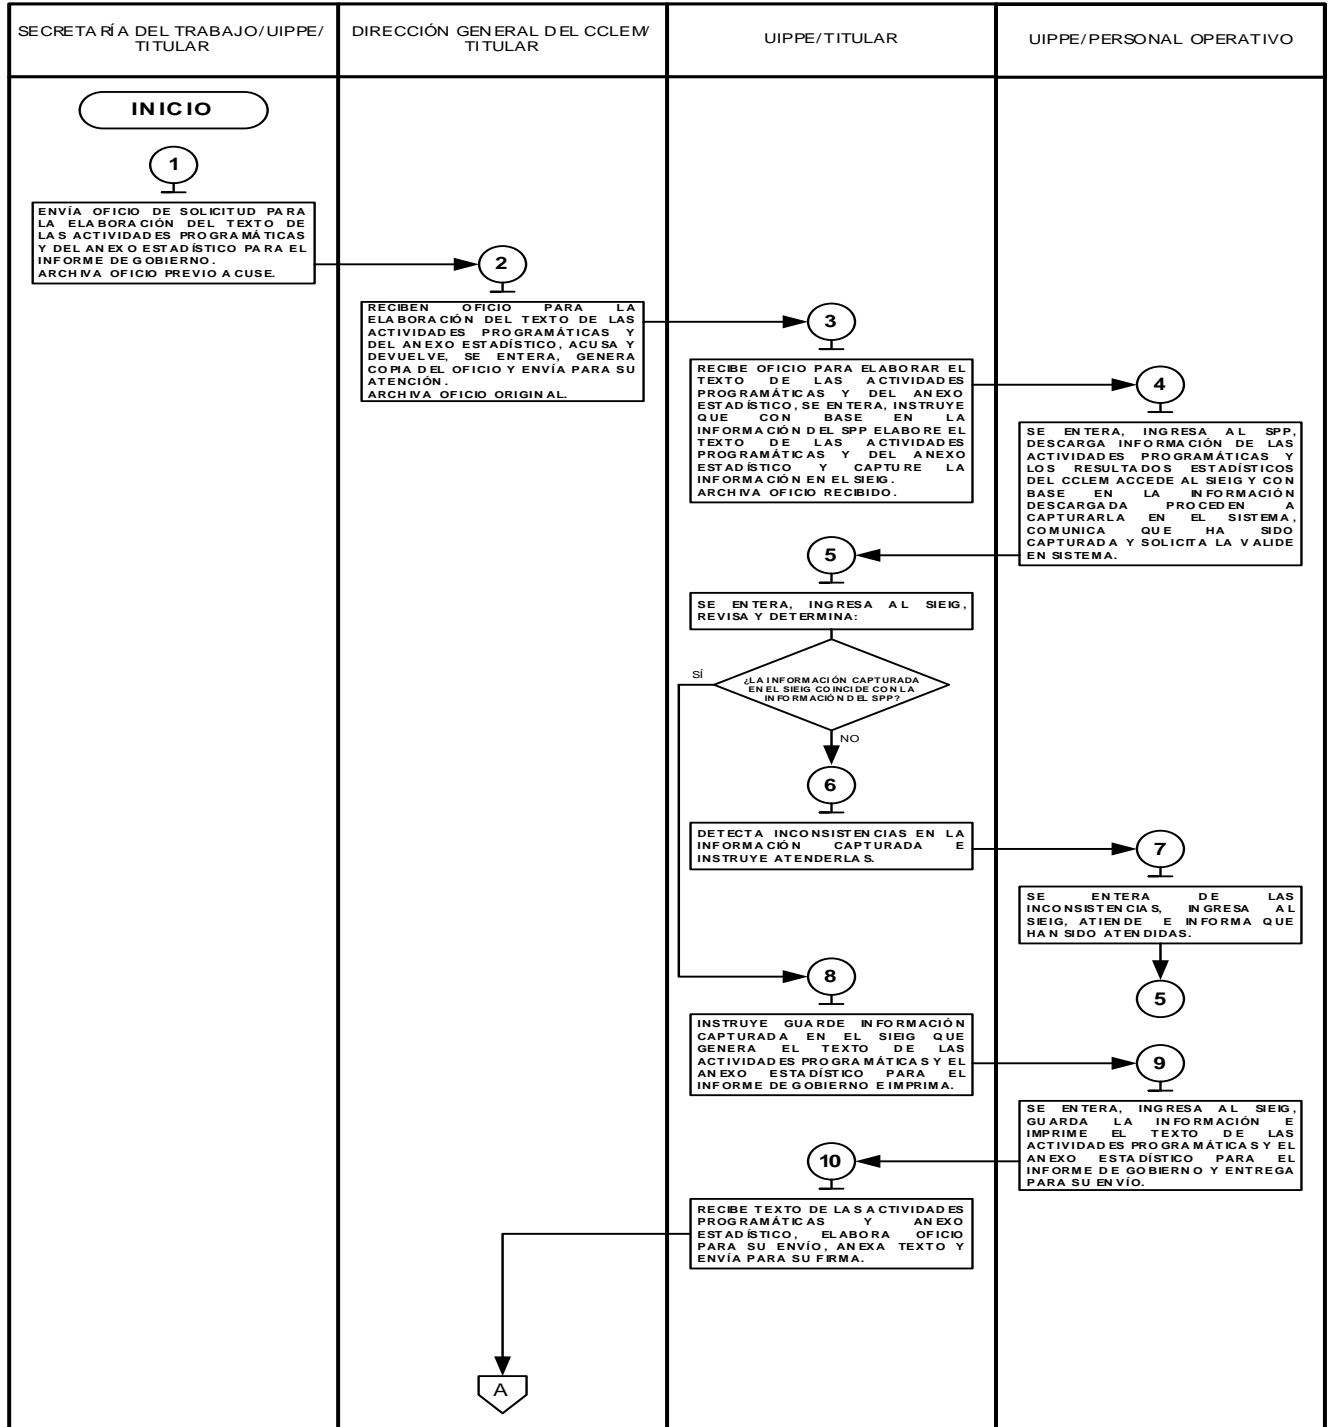 SECRETARÍA DEL TRABAJO/UIPPE/
TITULAR
DIRECCIÓN GENERAL DEL CCLEM/
TITULAR
UIPPE/TITULAR
UIPPE/PERSONAL OPERATIVO
INICIO
1
ENVÍA OFICIO DE SOLICITUD PARA
LA ELABORACIÓN DEL TEXTO DE
LAS ACTIVIDADES PROGRAMÁTICAS
Y DEL ANEXO ESTADÍSTICO PARA EL
INFORME DE GOBIERNO.
ARCHIVA OFICIO PREVIO ACUSE.
2
RECIBEN OFICIO PARA LA
ELABORACIÓN DEL TEXTO DE LAS
ACTIVIDADES PROGRAMÁTICAS Y
DEL ANEXO ESTADÍSTICO, ACUSA Y
DEVUELVE, SE ENTERA, GENERA
COPIA DEL OFICIO Y ENVÍA PARA SU
ATENCIÓN.
ARCHIVA OFICIO ORIGINAL.
3
RECIBE OFICIO PARA ELABORAR EL
TEXTO DE LAS ACTIVIDADES
PROGRAMÁTICAS Y DEL ANEXO
ESTADÍSTICO, SE ENTERA, INSTRUYE
QUE CON BASE EN LA
INFORMACIÓN DEL SPP ELABORE EL
TEXTO DE LAS ACTIVIDADES
PROGRAMÁTICAS Y DEL ANEXO
ESTADÍSTICO Y CAPTURE LA
INFORMACIÓN EN EL SIEIG.
ARCHIVA OFICIO RECIBIDO.
4
SE ENTERA, INGRESA AL SPP,
DESCARGA INFORMACIÓN DE LAS
ACTIVIDADES PROGRAMÁTICAS Y
LOS RESULTADOS ESTADÍSTICOS
DEL CCLEM ACCEDE AL SIEIG Y CON
BASE EN LA INFORMACIÓN
DESCARGADA PROCEDEN A
CAPTURARLA EN EL SISTEMA,
COMUNICA QUE HA SIDO
CAPTURADA Y SOLICITA LA VALIDE
EN SISTEMA.
5
SE ENTERA, INGRESA AL SIEIG,
REVISA Y DETERMINA:
SÍ
¿LA INFORMACIÓN CAPTURADA
EN EL SIEIG COINCIDE CON LA
INFORMACIÓN DEL SPP?
NO
6
DETECTA INCONSISTENCIAS EN LA
INFORMACIÓN CAPTURADA E
INSTRUYE ATENDERLAS.
7
SE ENTERA DE LAS
INCONSISTENCIAS, INGRESA AL
SIEIG, ATIENDE E INFORMA QUE
HAN SIDO ATENDIDAS.
5
8
INSTRUYE GUARDE INFORMACIÓN
CAPTURADA EN EL SIEIG QUE
GENERA EL TEXTO DE LAS
ACTIVIDADES PROGRAMÁTICAS Y EL
ANEXO ESTADÍSTICO PARA EL
INFORME DE GOBIERNO E IMPRIMA.
9
SE ENTERA, INGRESA AL SIEIG,
GUARDA LA INFORMACIÓN E
IMPRIME EL TEXTO DE LAS
ACTIVIDADES PROGRAMÁTICAS Y EL
ANEXO ESTADÍSTICO PARA EL
INFORME DE GOBIERNO Y ENTREGA
PARA SU ENVÍO.
10
RECIBE TEXTO DE LAS ACTIVIDADES
PROGRAMÁTICAS Y ANEXO
ESTADÍSTICO, ELABORA OFICIO
PARA SU ENVÍO, ANEXA TEXTO Y
ENVÍA PARA SU FIRMA.
A